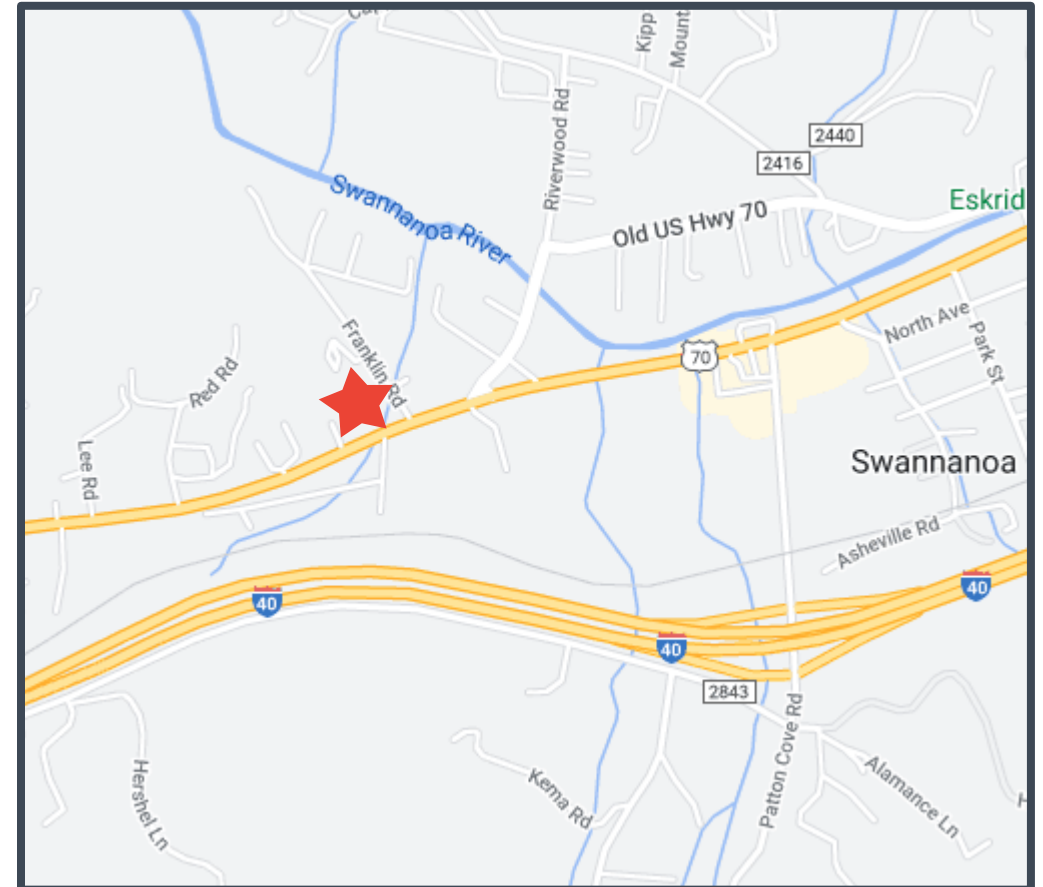 Kipp
Mount
Riverwood Rd
2440
2416
Swannanoa River
Eskrid
Old US Hwy 70
North Ave
Park St
Franklin Rd
70
Red Rd
Lee Rd
Swannanoa
Asheville Rd
40
40
40
2843
Patton Cove Rd
Hershel Ln
Kema Rd
Alamance Ln
H